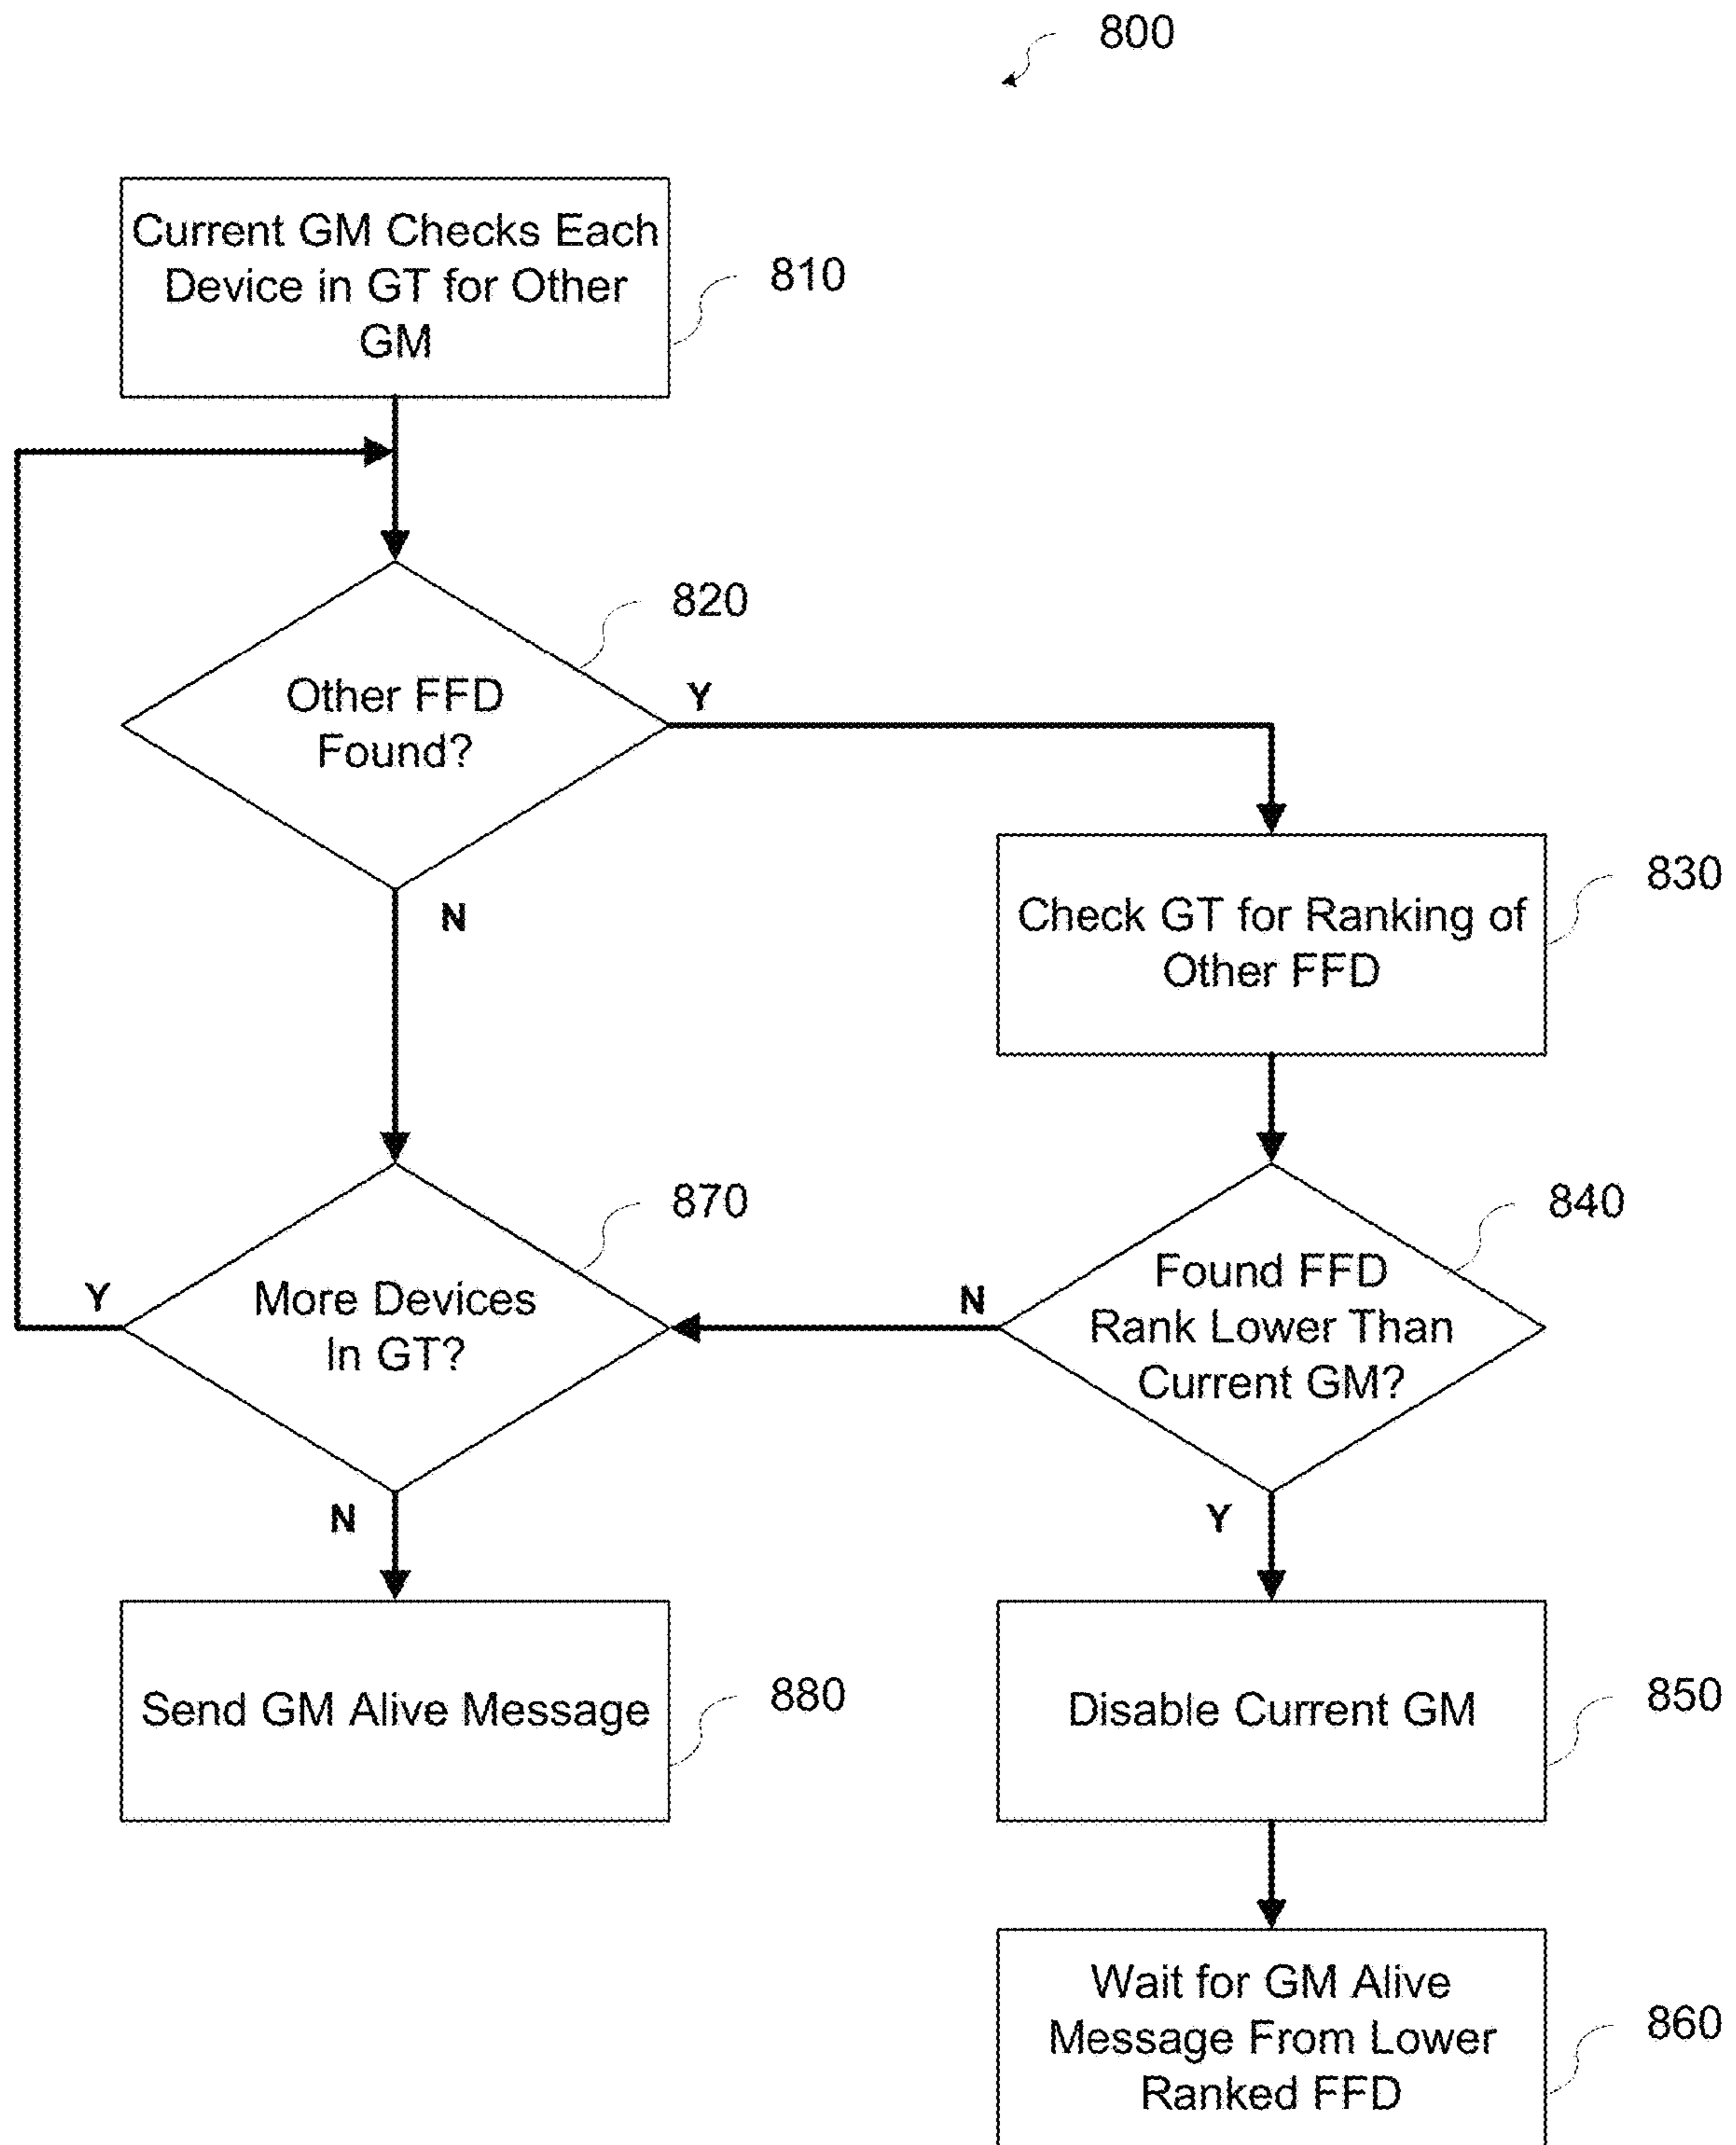 800
Current GM Checks Each
Device in GT for Other
GM
810
820
Other FFD
Found?
Y
N
830
Check GT for Ranking of
Other FFD
870
More Devices
In GT?
Y
N
840
Found FFD
Rank Lower Than
Current GM?
N
Y
Send GM Alive Message
880
Disable Current GM
850
Wait for GM Alive
Message From Lower
Ranked FFD
860